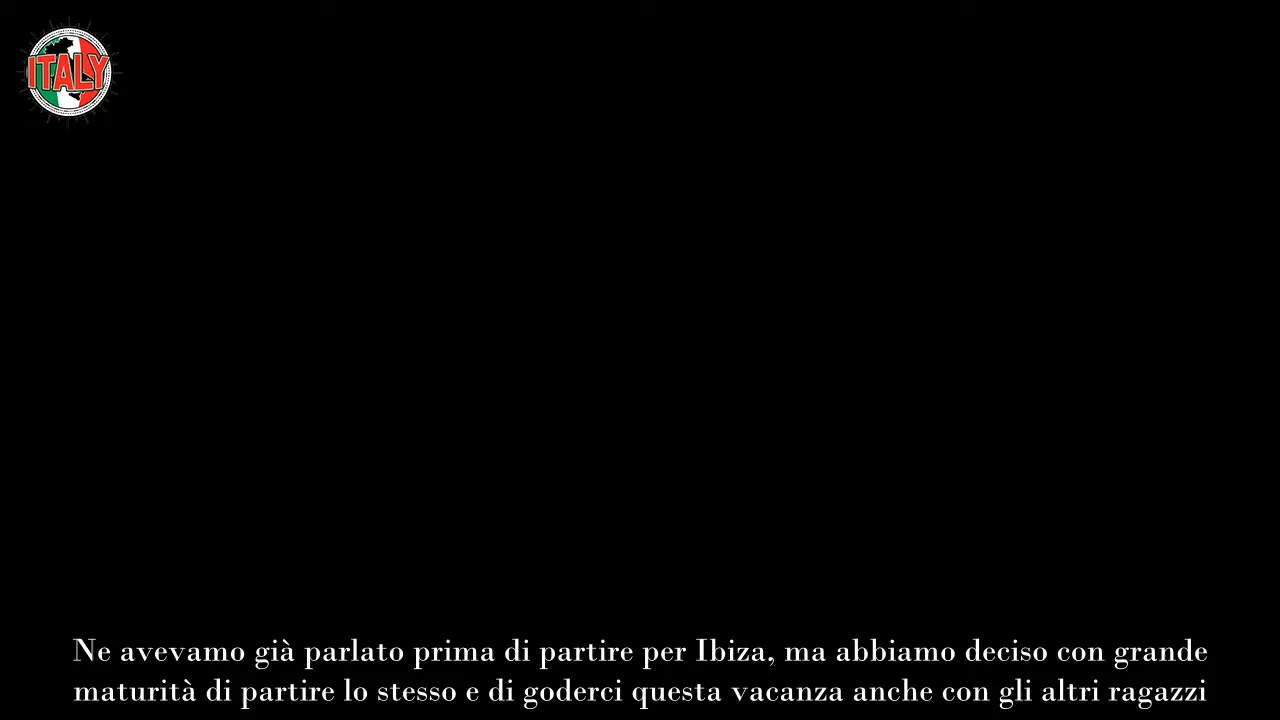 ITALY
Ne avevamo già parlato prima di partire per Ibiza, ma abbiamo deciso con grande
maturità di partire lo stesso e di goderci questa vacanza anche con gli altri ragazzi